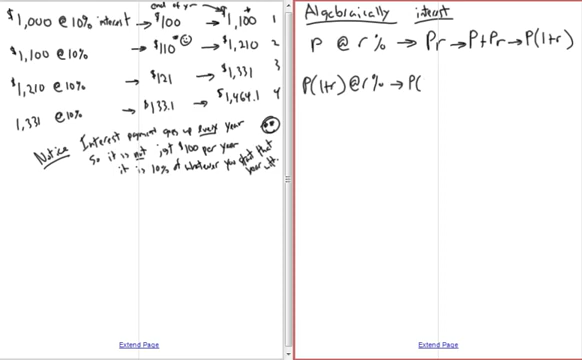 end of yr
$1,000 @ 10% interest → $100 → $1,100 1
$1,100 @ 10% → $110 → $1,210 2
$1,210 @ 10% → $121 → $1,331 3
1,331 @ 10% → $133.1 → $1,464.1 4
Notice Interest payment goes up every year
So it is not just $100 per year
it is 10% of whatever you start that
year with.
Extend Page
Algebraically interest
P @ r % → Pr → P+Pr → P(1+r)
P(1+r) @ r% → P(
Extend Page